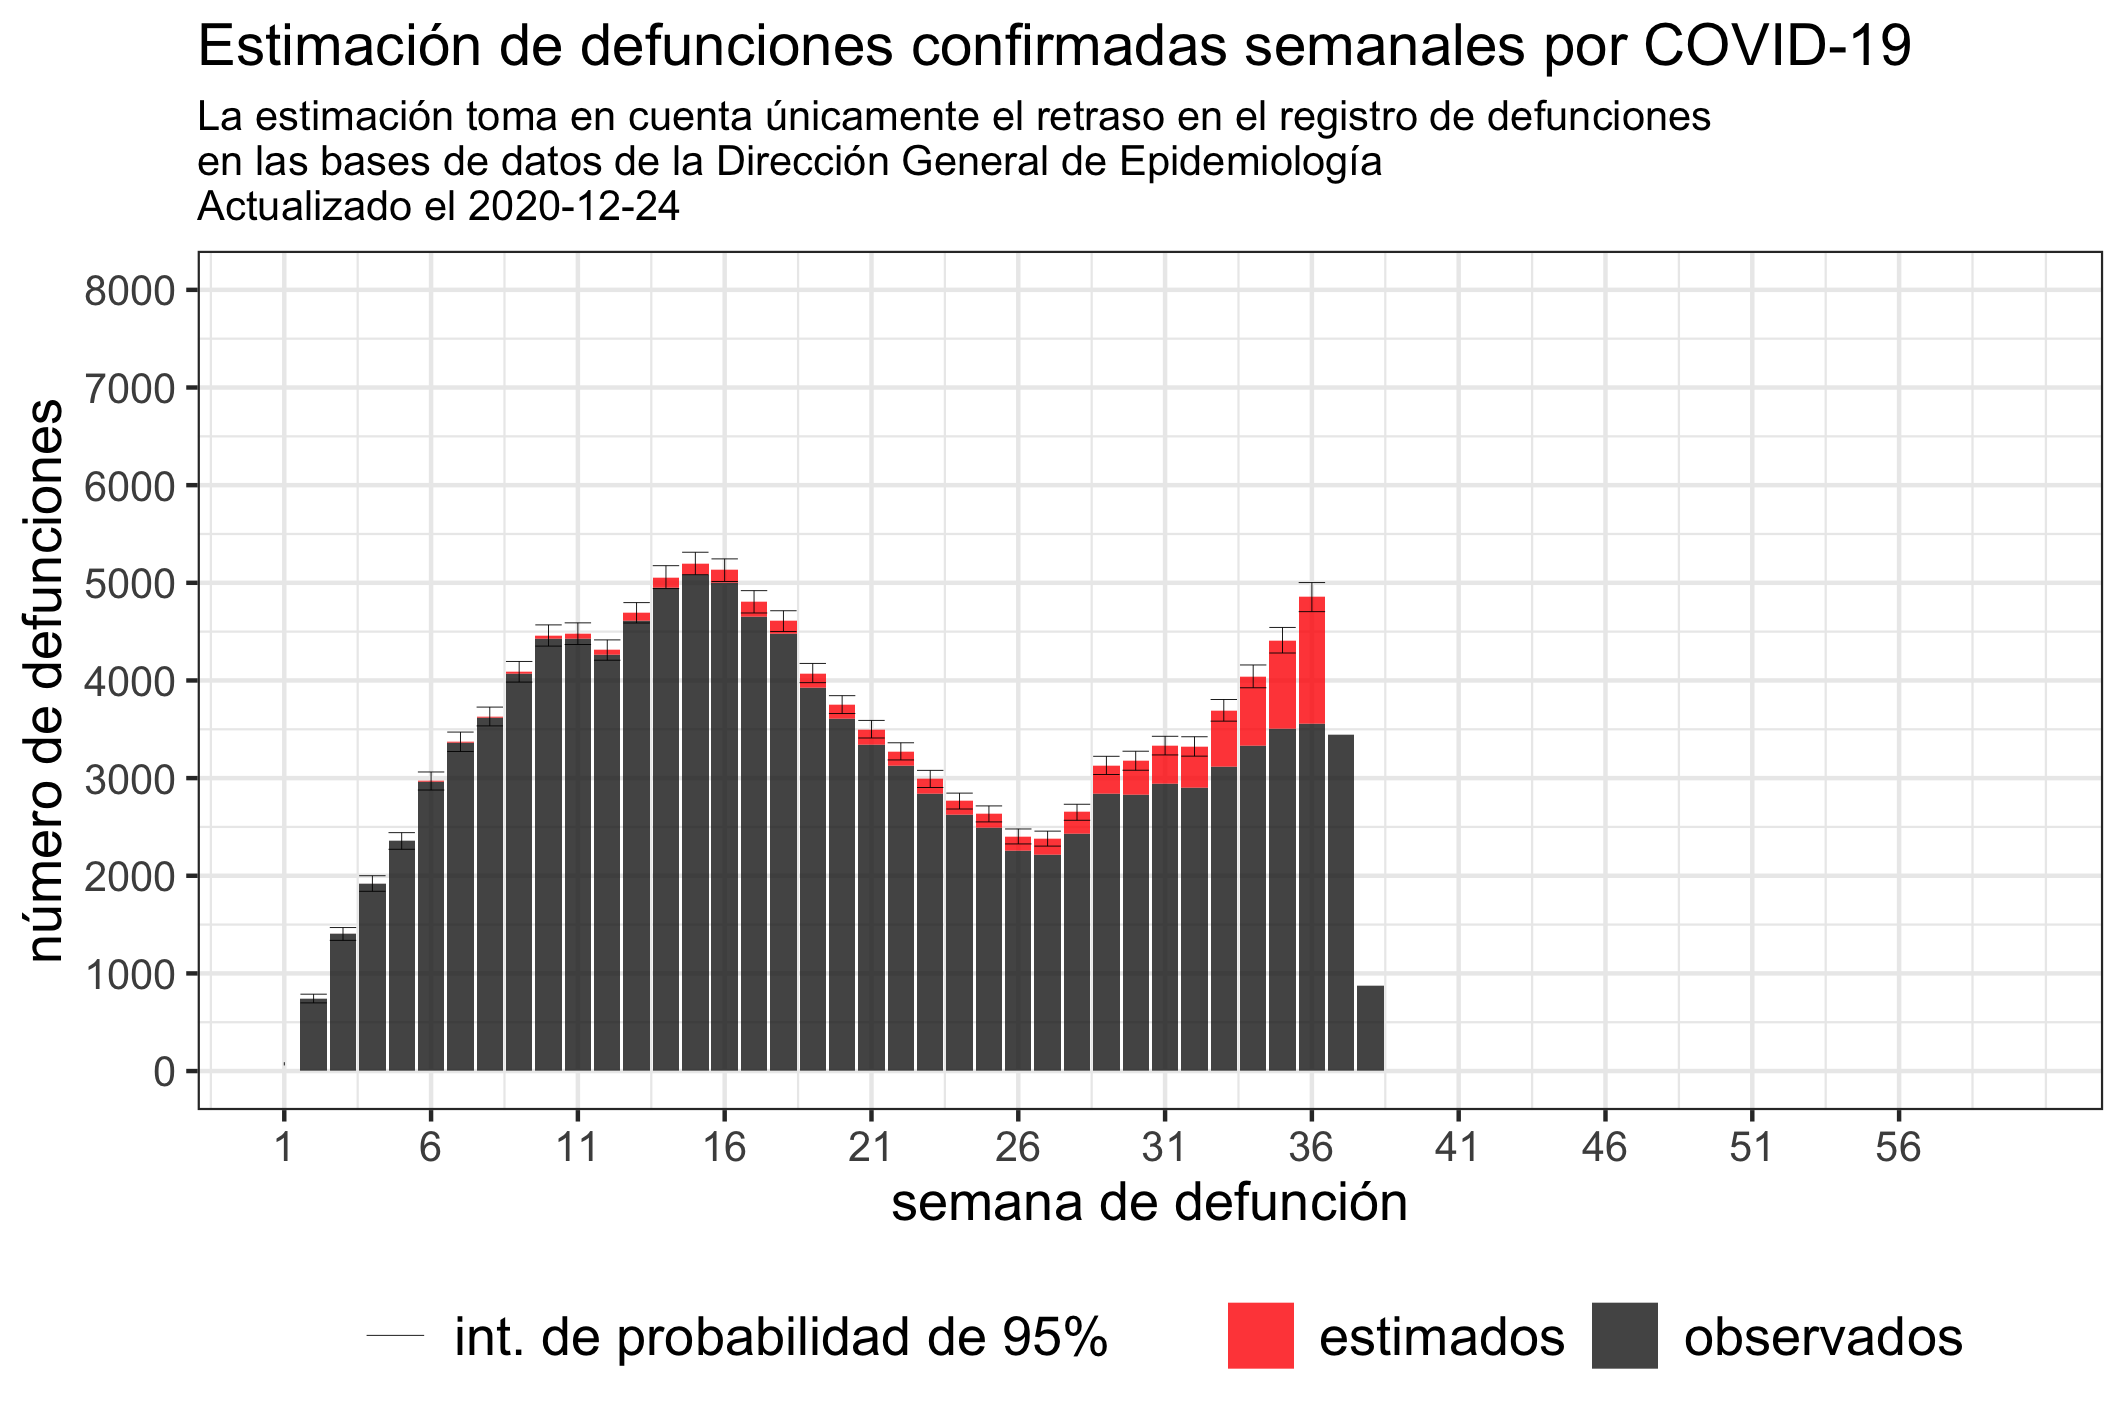 Estimación de defunciones confirmadas semanales por COVID-19
La estimación toma en cuenta únicamente el retraso en el registro de defunciones
en las bases de datos de la Dirección General de Epidemiología
Actualizado el 2020-12-24
número de defunciones
8000
7000
6000
5000
4000
3000
2000
1000
0
1 6 11 16 21 26 31 36 41 46 51 56
semana de defunción
int. de probabilidad de 95% estimados observados